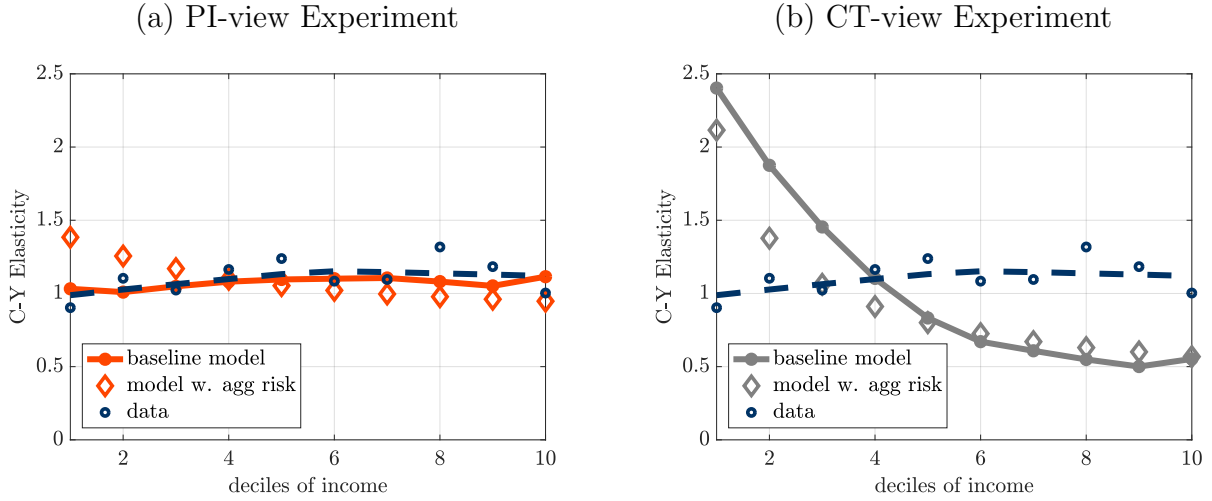 (a) PI-view Experiment
2.5
2
1.5
1
0.5
0
C-Y Elasticity
baseline model
model w. agg risk
data
2 4 6 8 10
deciles of income
(b) CT-view Experiment
2.5
2
1.5
1
0.5
0
C-Y Elasticity
baseline model
model w. agg risk
data
2 4 6 8 10
deciles of income